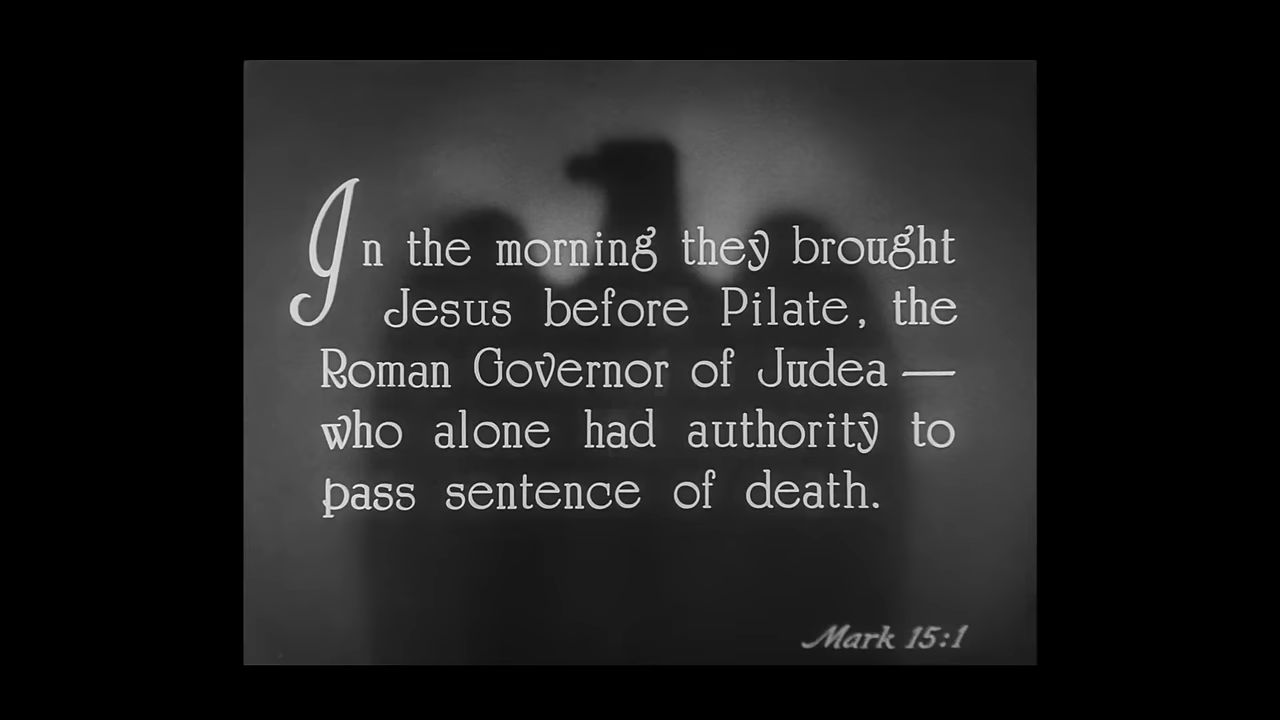 In the morning they brought
Jesus before Pilate, the
Roman Governor of Judea —
who alone had authority to
pass sentence of death.
Mark 15:1